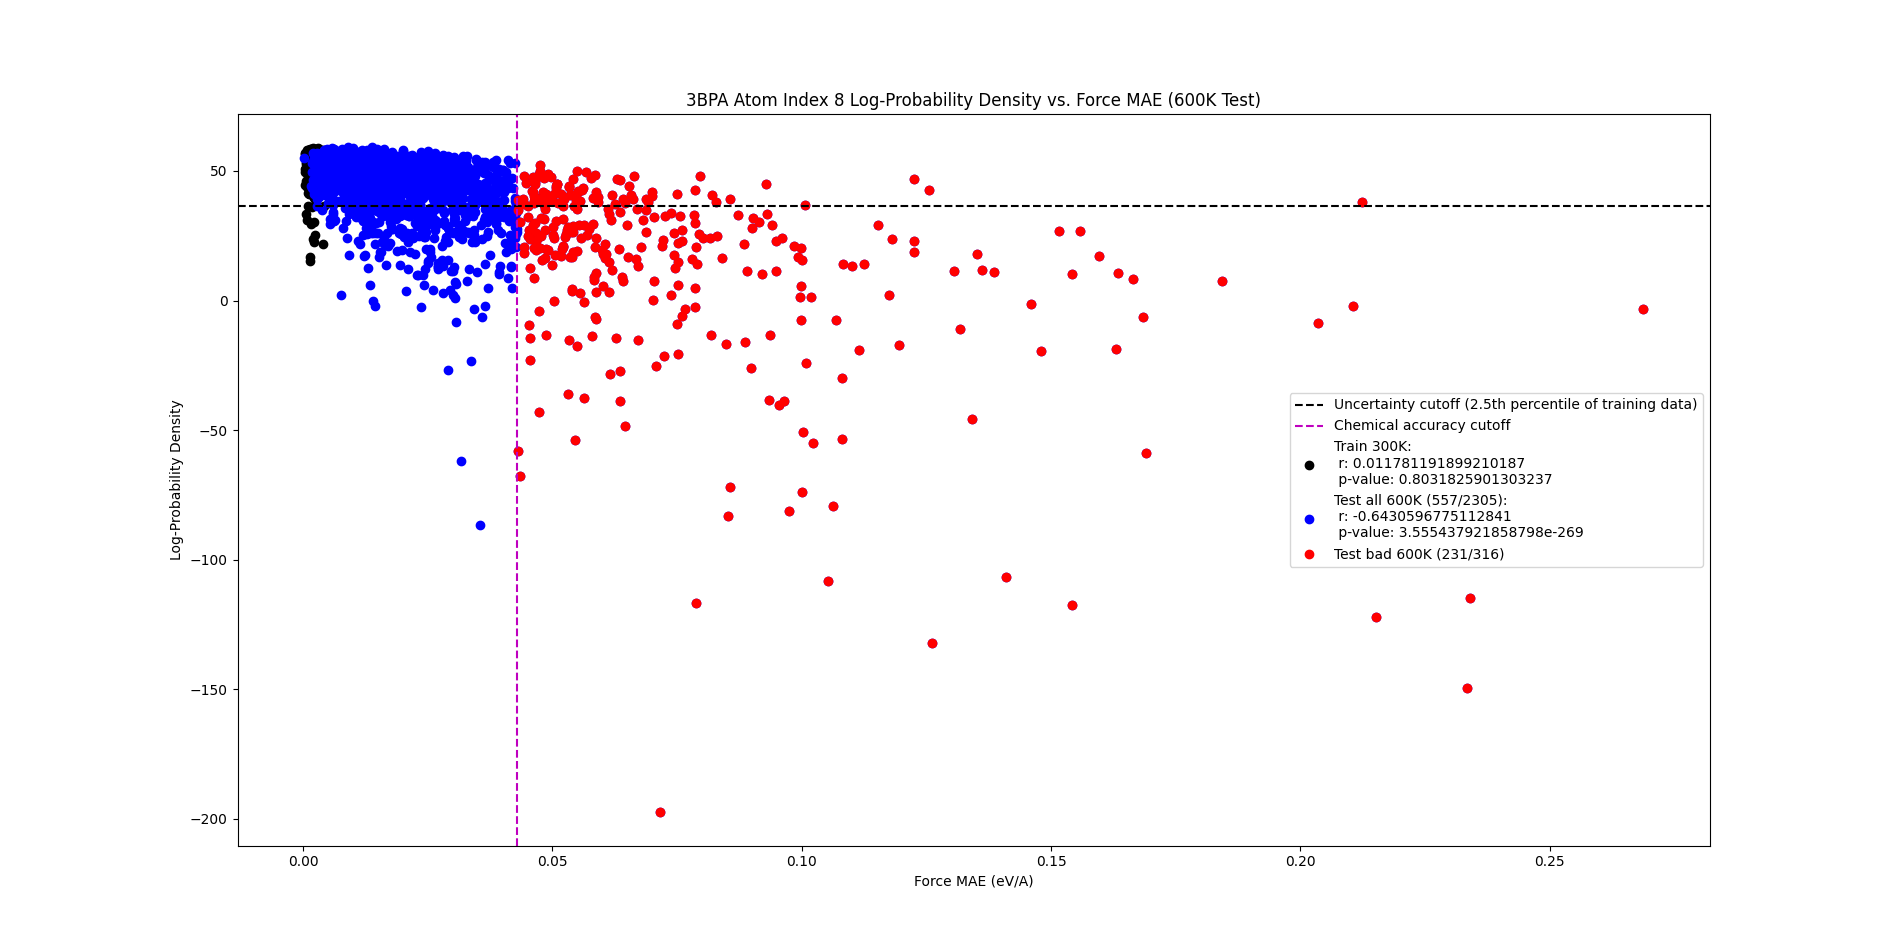 3BPA Atom Index 8 Log-Probability Density vs. Force MAE (600K Test)
Log-Probability Density
50
0
−50
−100
−150
−200
Uncertainty cutoff (2.5th percentile of training data)
Chemical accuracy cutoff
Train 300K:
r: 0.011781191899210187
p-value: 0.8031825901303237
Test all 600K (557/2305):
r: -0.6430596775112841
p-value: 3.555437921858798e-269
Test bad 600K (231/316)
0.00 0.05 0.10 0.15 0.20 0.25
Force MAE (eV/A)